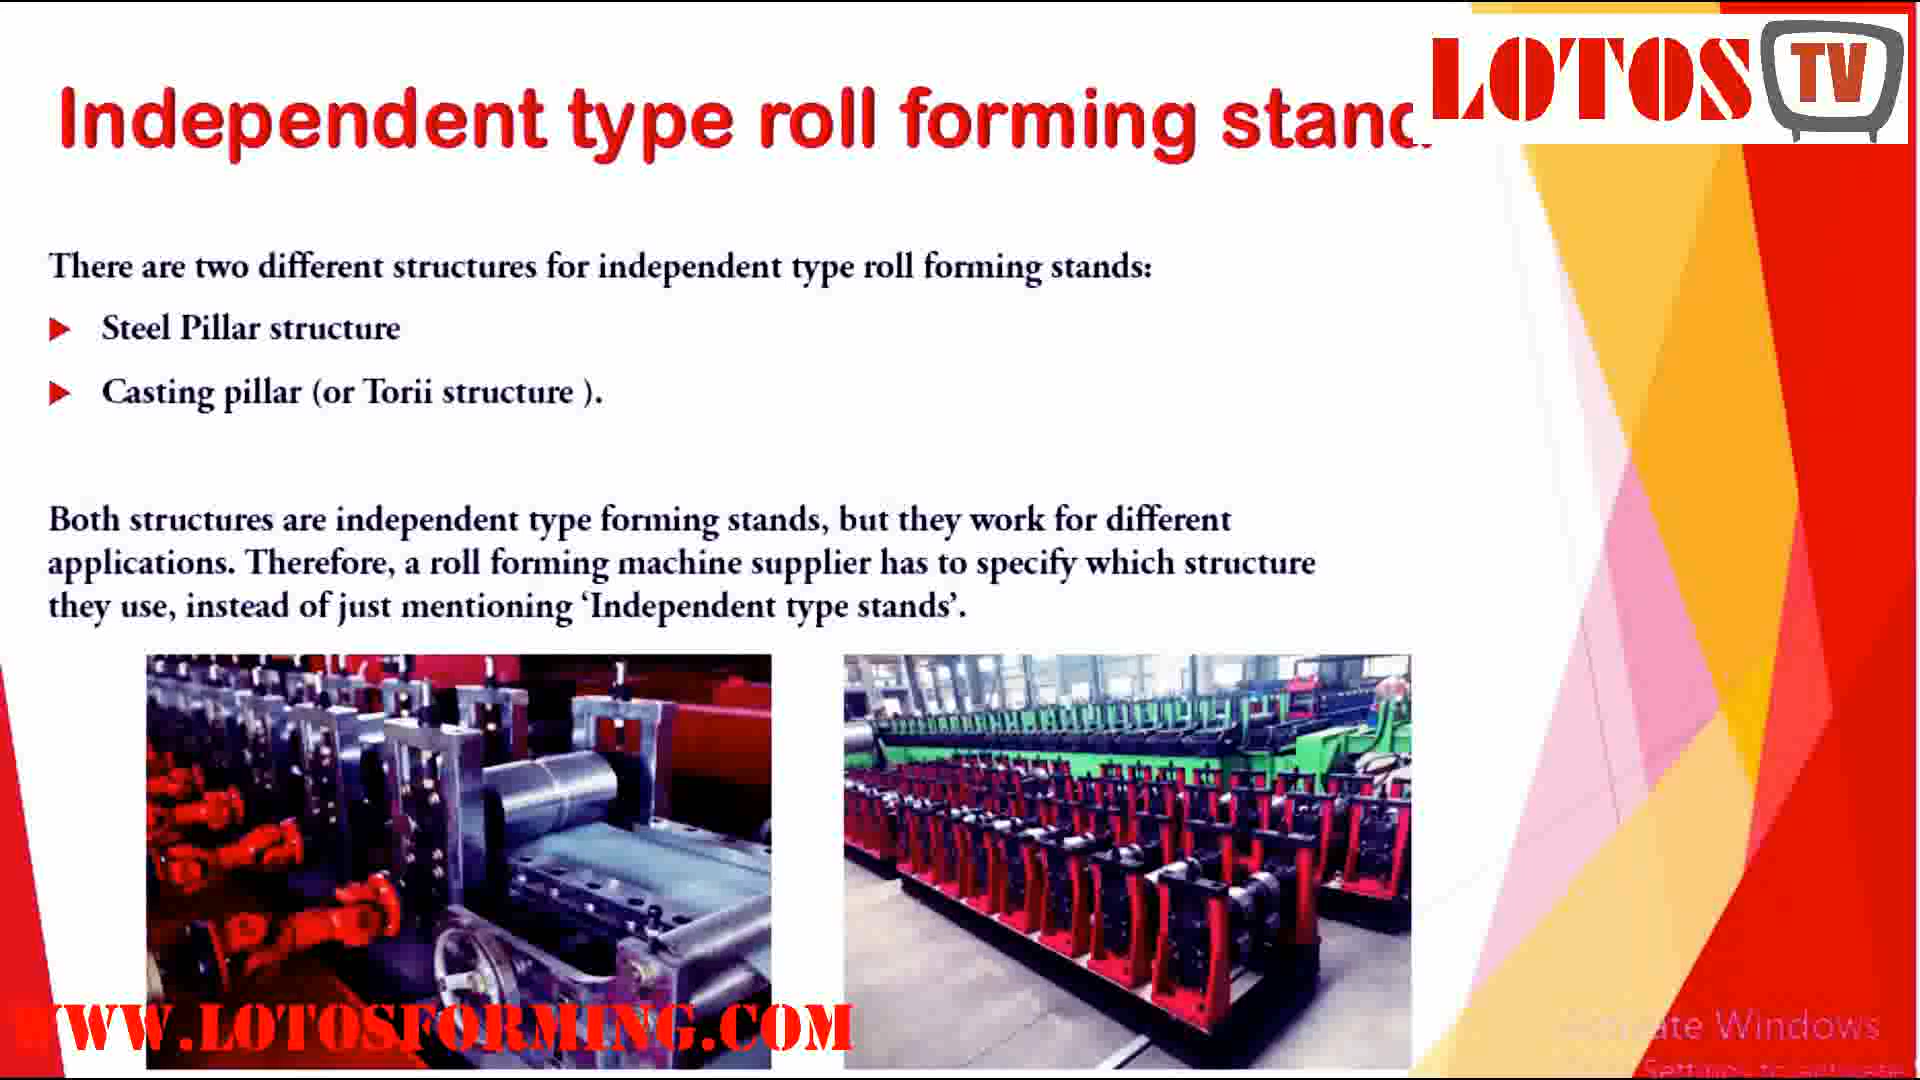 LOTOS TV
Independent type roll forming stand
There are two different structures for independent type roll forming stands:
Steel Pillar structure
Casting pillar (or Torii structure ).
Both structures are independent type forming stands, but they work for different
applications. Therefore, a roll forming machine supplier has to specify which structure
they use, instead of just mentioning ‘Independent type stands’.
WWW.LOTOSFORMING.COM
Windows